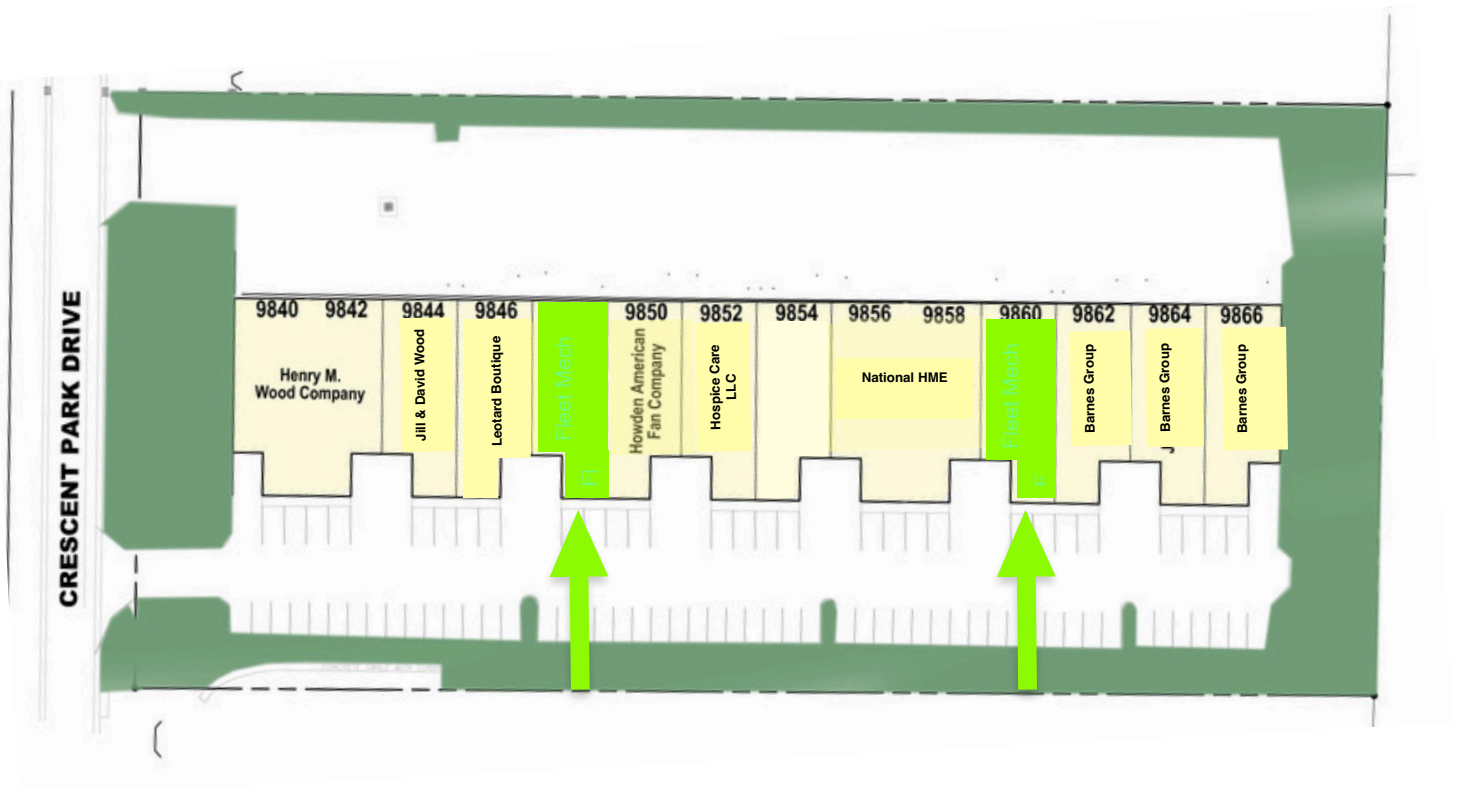 CRESCENT PARK DRIVE
9840
9842
9844
9846
9850
9852
9854
9856
9858
9860
9862
9864
9866
Henry M.
Wood Company
Jill & David Wood
Leotard Boutique
Fleet Mech
Fl
Howden American
Fan Company
Hospice Care
LLC
National HME
Fleet Mech
Barnes Group
Barnes Group
Barnes Group